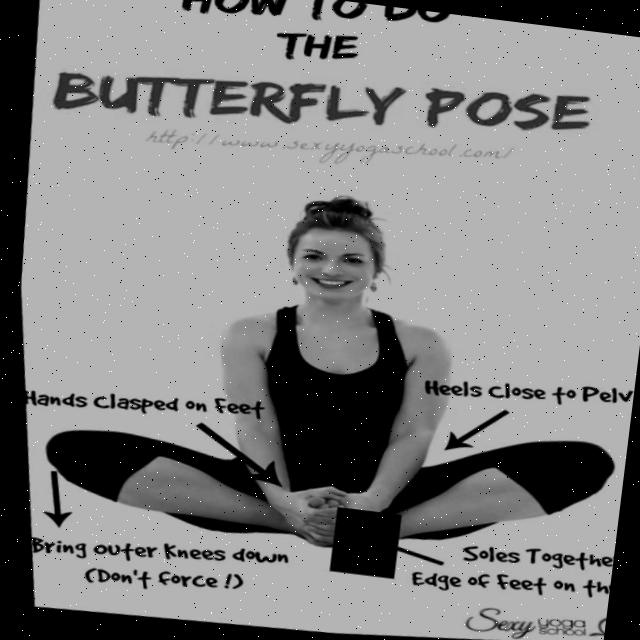 HOW TO DO
THE
BUTTERFLY POSE
http://www.sexyyogaschool.com/
Hands Clasped on Feet
Heels Close to Pelv
Bring outer Knees down
(Don't force !)
Soles Togethe
Edge of Feet on th
Sexy yoga school